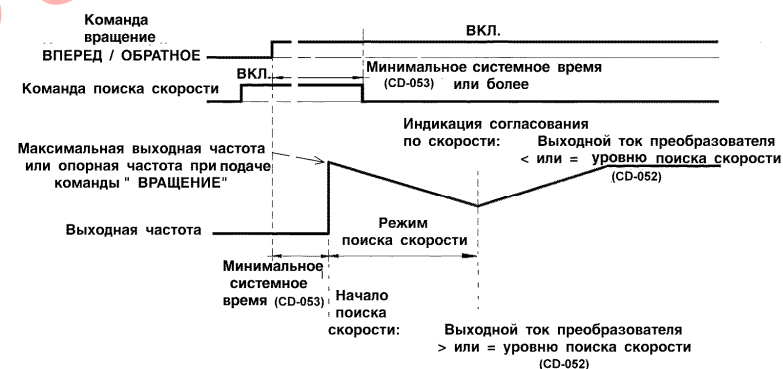 Команда
вращение
ВПЕРЕД / ОБРАТНОЕ
ВКЛ.
ВКЛ.
Минимальное системное время
(CD-053) или более
Команда поиска скорости
Индикация согласования
по скорости:
Выходной ток преобразователя
< или = уровню поиска скорости
(CD-052)
Максимальная выходная частота
или опорная частота при подаче
команды " ВРАЩЕНИЕ"
Выходная частота
Режим
поиска скорости
Минимальное
системное
время (CD-053)
Начало
поиска
скорости:
Выходной ток преобразователя
> или = уровню поиска скорости
(CD-052)